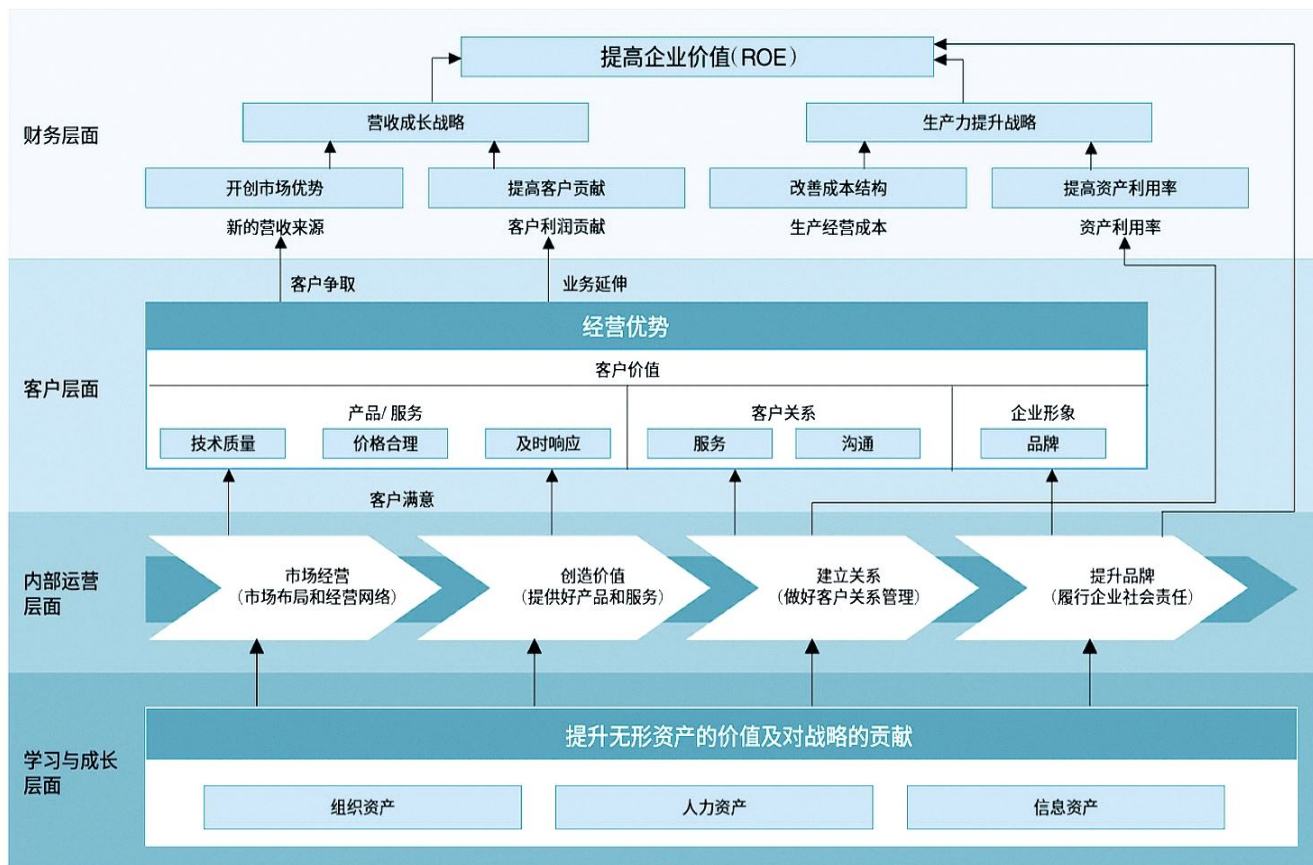 提高企业价值(ROE)
财务层面
营收成长战略
生产力提升战略
开创市场优势
提高客户贡献
改善成本结构
提高资产利用率
新的营收来源
客户利润贡献
生产经营成本
资产利用率
客户争取
业务延伸
客户层面
经营优势
客户价值
产品/ 服务
客户关系
企业形象
技术质量
价格合理
及时响应
服务
沟通
品牌
客户满意
内部运营
层面
市场经营
(市场布局和经营网络)
创造价值
(提供好产品和服务)
建立关系
(做好客户关系管理)
提升品牌
(履行企业社会责任)
学习与成长
层面
提升无形资产的价值及对战略的贡献
组织资产
人力资产
信息资产